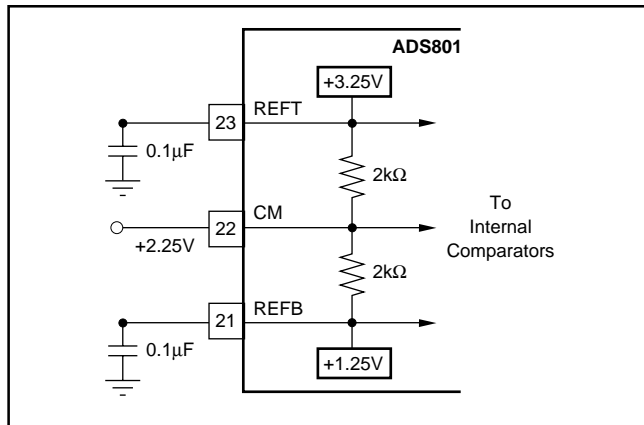 ADS801
+3.25V
23
REFT
0.1µF
2kΩ
To
Internal
Comparators
22
CM
+2.25V
2kΩ
21
REFB
0.1µF
+1.25V